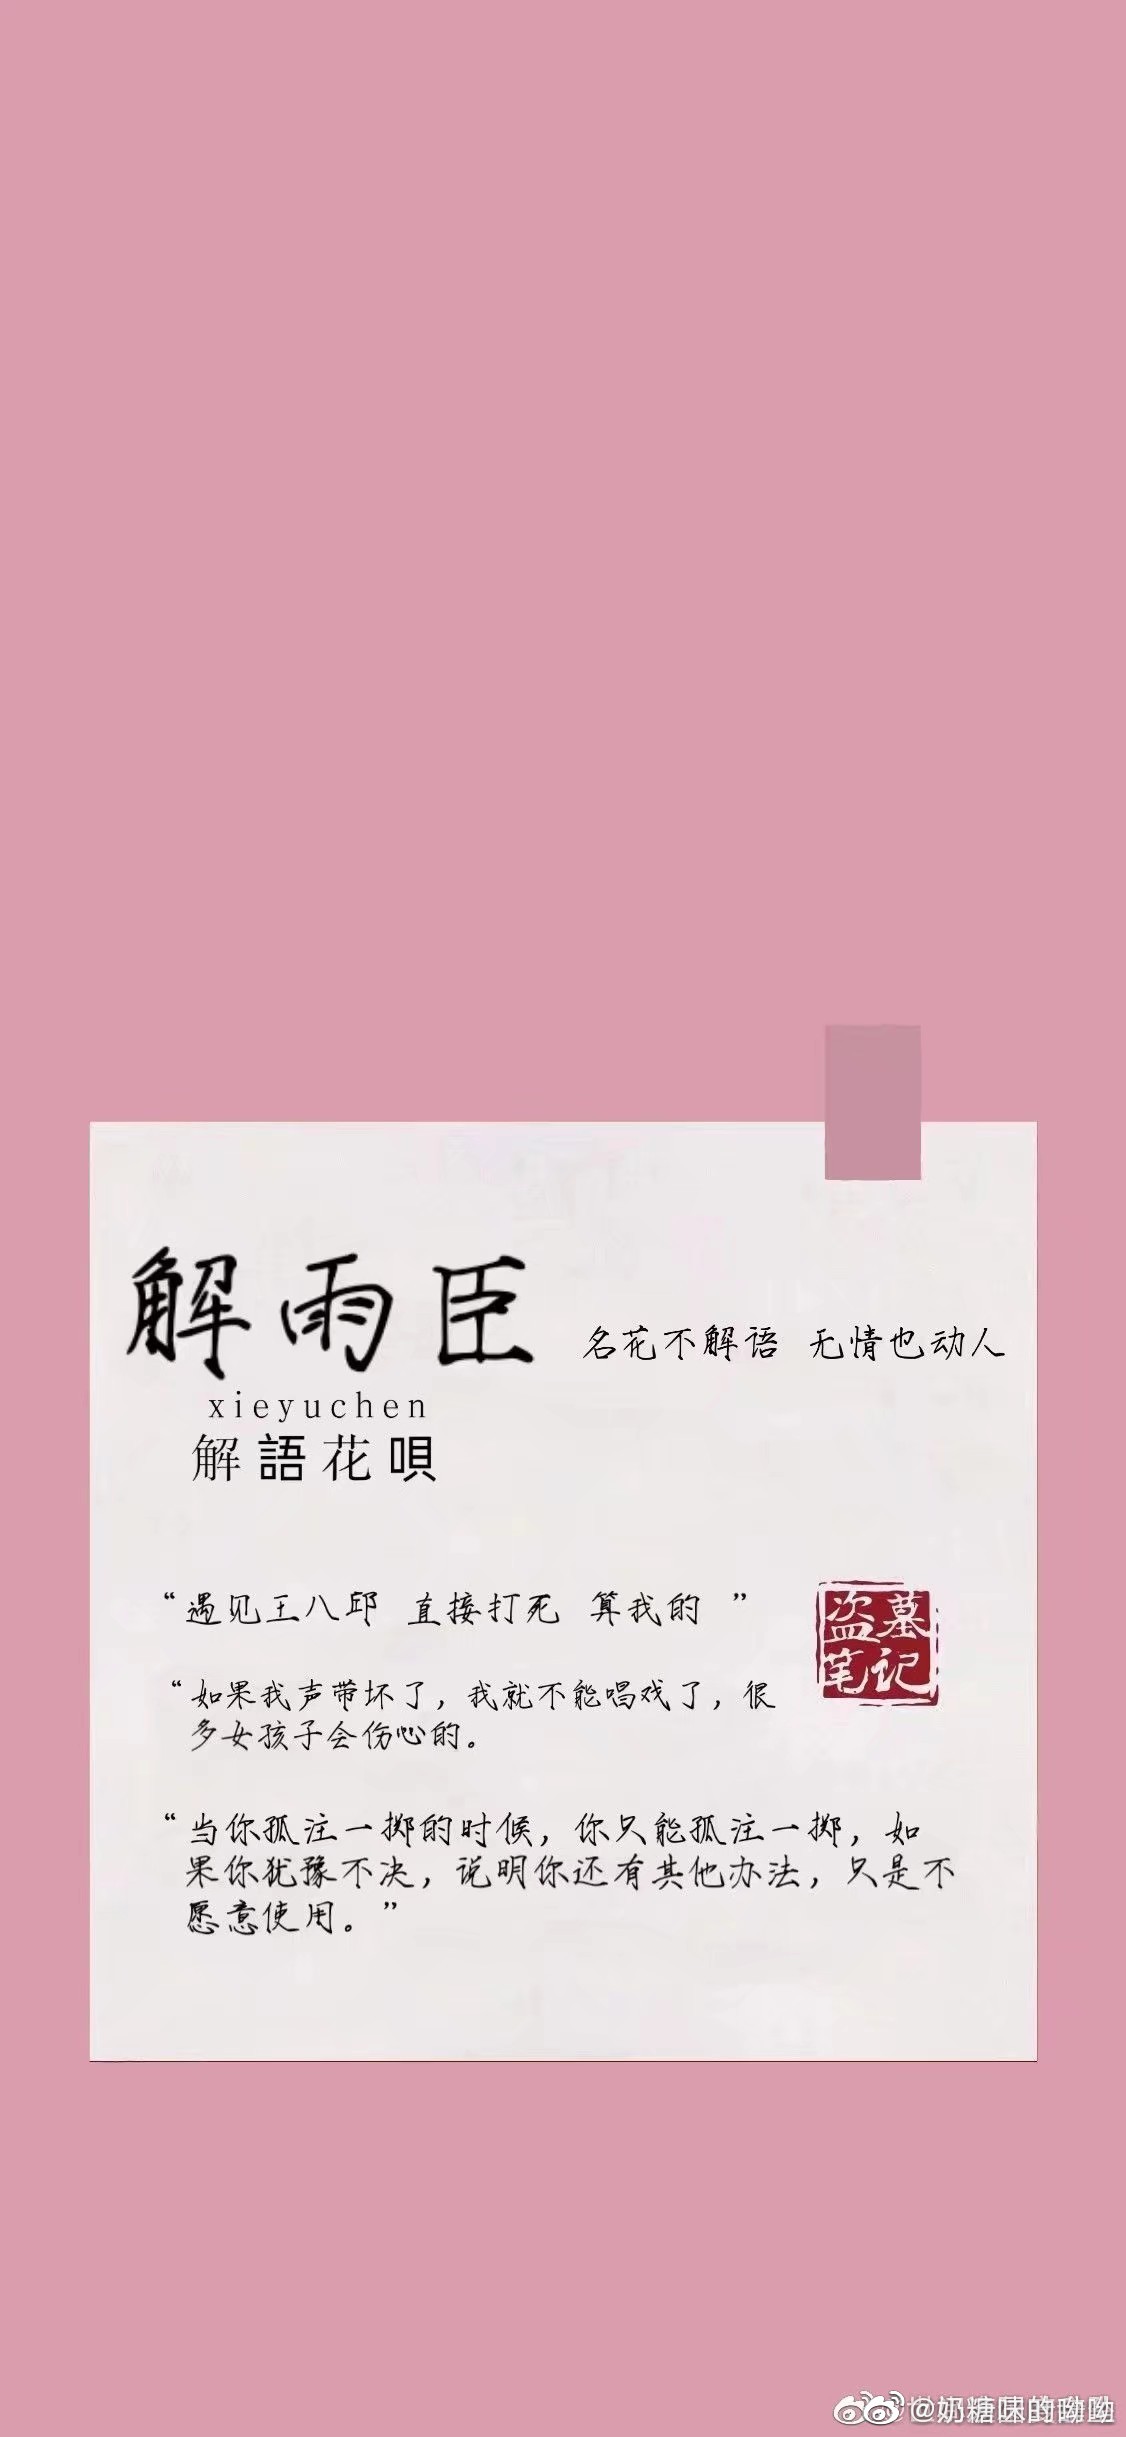 解雨臣
名花不解语 无情也动人
xieyuchen
解語花唄
“遇见王八邱 直接打死 算我的 ”
盗墓
笔记
“如果我声带坏了，我就不能唱戏了，很
多女孩子会伤心的。
“当你孤注一掷的时候，你只能孤注一掷，如
果你犹豫不决，说明你还有其他办法，只是不
愿意使用。”
@奶糖味的呦呦